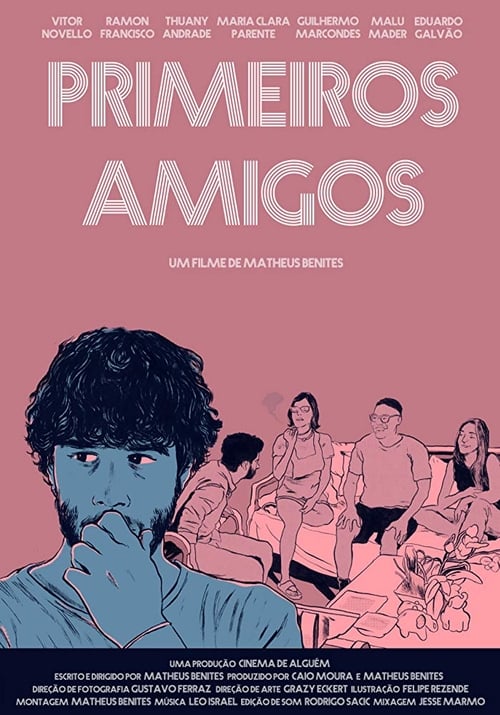 VITOR RAMON THUANY MARIA CLARA GUILHERMO MALU EDUARDO
NOVELLO FRANCISCO ANDRADE PARENTE MARCONDES MADER GALVÃO
PRIMEIROS
AMIGOS
UM FILME DE MATHEUS BENITES
UMA PRODUÇÃO CINEMA DE ALGUÉM
ESCRITO E DIRIGIDO POR MATHEUS BENITES PRODUZIDO POR CAIO MOURA E MATHEUS BENITES
DIREÇÃO DE FOTOGRAFIA GUSTAVO FERRAZ DIREÇÃO DE ARTE GRAZY ECKERT ILUSTRAÇÃO FELIPE REZENDE
MONTAGEM MATHEUS BENITES MÚSICA LEO ISRAEL EDIÇÃO DE SOM RODRIGO SACIC MIXAGEM JESSE MARMO